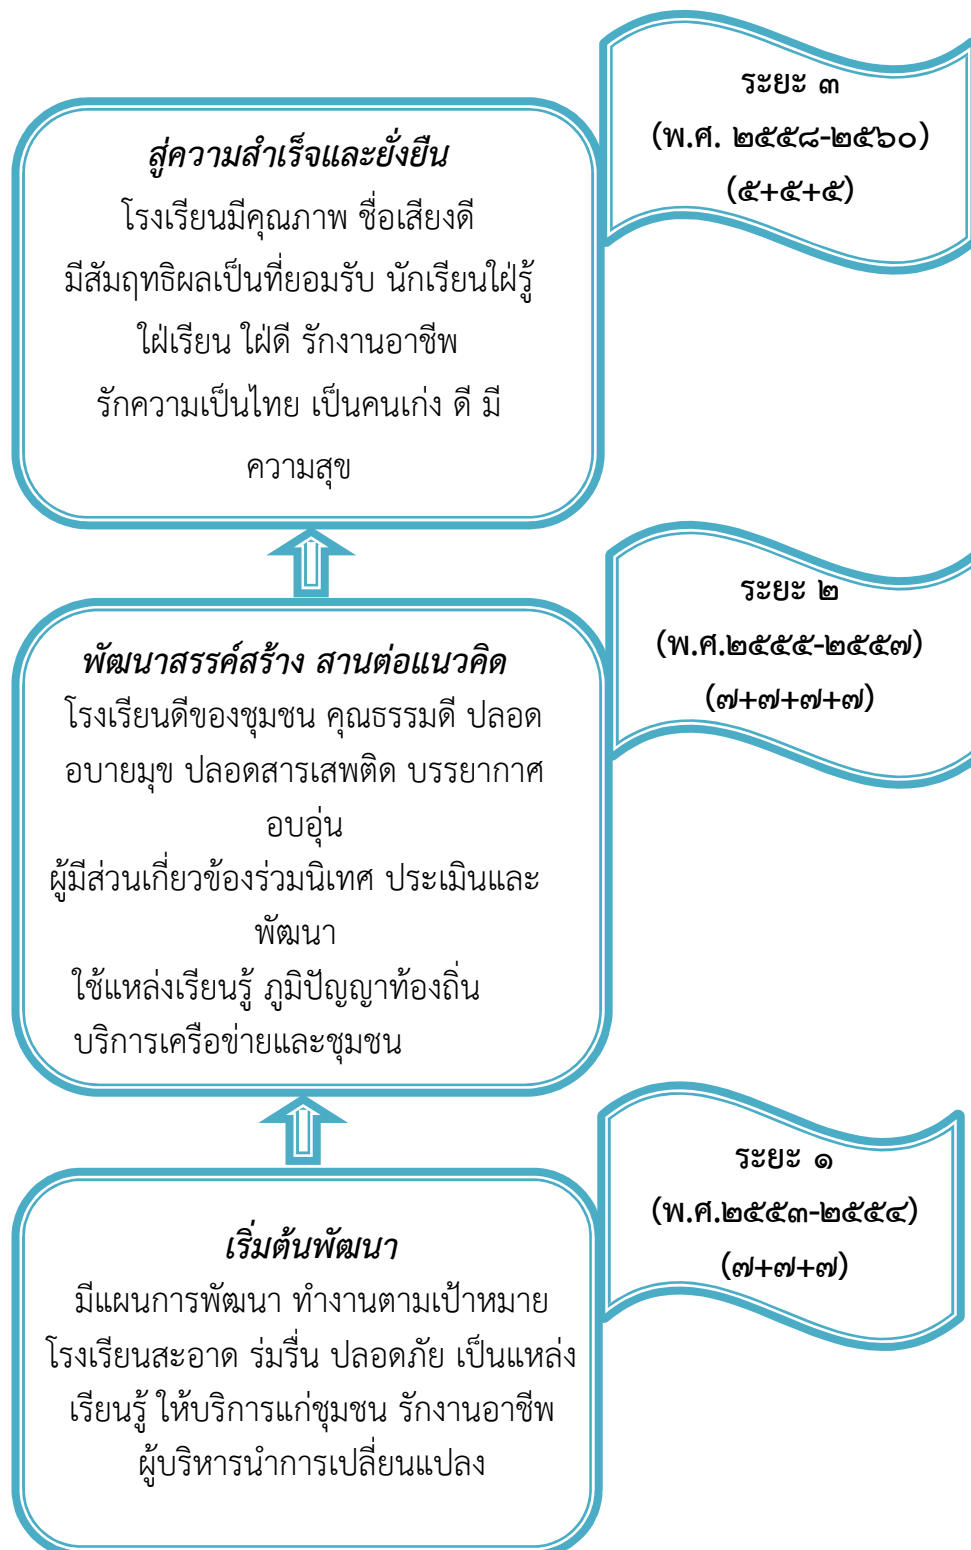 ระยะ ๓
(พ.ศ. ๒๕๕๘-๒๕๖๐)
(๕+๕+๕)
สู่ความสำเร็จและยั่งยืน
โรงเรียนมีคุณภาพ ชื่อเสียงดี
มีสัมฤทธิผลเป็นที่ยอมรับ นักเรียนใฝ่รู้
ใฝ่เรียน ใฝ่ดี รักงานอาชีพ
รักความเป็นไทย เป็นคนเก่ง ดี มี
ความสุข
ระยะ ๒
(พ.ศ.๒๕๕๕-๒๕๕๗)
(๗+๗+๗+๗)
พัฒนาสรรค์สร้าง สานต่อแนวคิด
โรงเรียนดีของชุมชน คุณธรรมดี ปลอด
อบายมุข ปลอดสารเสพติด บรรยากาศ
อบอุ่น
ผู้มีส่วนเกี่ยวข้องร่วมนิเทศ ประเมินและ
พัฒนา
ใช้แหล่งเรียนรู้ ภูมิปัญญาท้องถิ่น
บริการเครือข่ายและชุมชน
ระยะ ๑
(พ.ศ.๒๕๕๓-๒๕๕๔)
(๗+๗+๗)
เริ่มต้นพัฒนา
มีแผนการพัฒนา ทำงานตามเป้าหมาย
โรงเรียนสะอาด ร่มรื่น ปลอดภัย เป็นแหล่ง
เรียนรู้ ให้บริการแก่ชุมชน รักงานอาชีพ
ผู้บริหารนำการเปลี่ยนแปลง